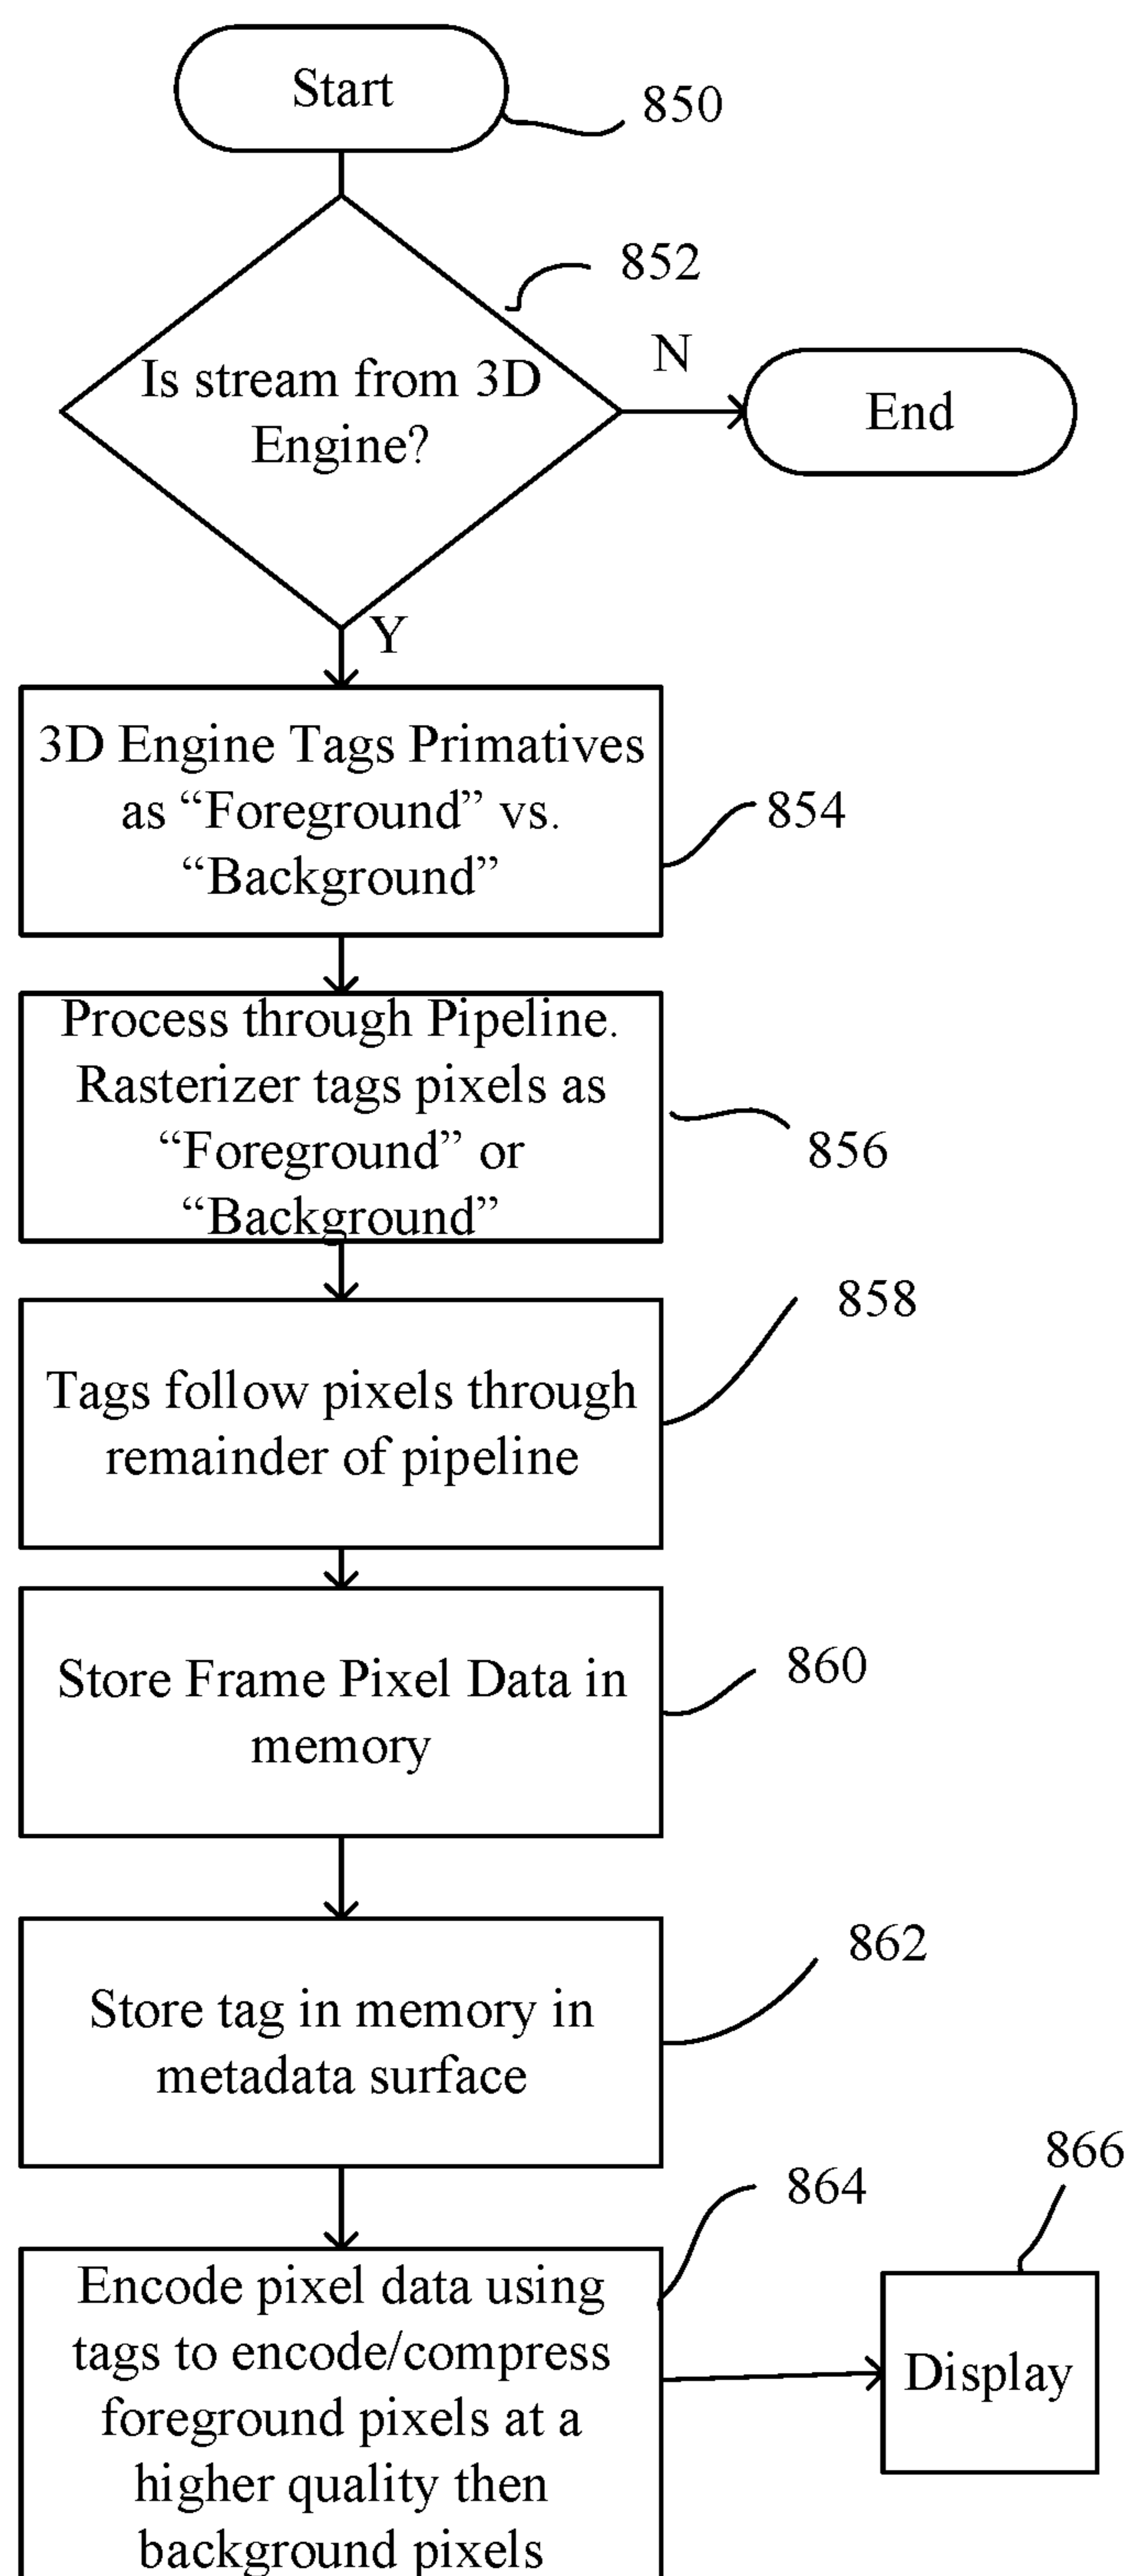 Start
850
852
N
Is stream from 3D
Engine?
End
Y
3D Engine Tags Primatives
as “Foreground” vs.
“Background”
854
Process through Pipeline.
Rasterizer tags pixels as
“Foreground” or
“Background”
856
858
Tags follow pixels through
remainder of pipeline
860
Store Frame Pixel Data in
memory
862
Store tag in memory in
metadata surface
866
864
Encode pixel data using
tags to encode/compress
foreground pixels at a
higher quality then
background pixels
Display